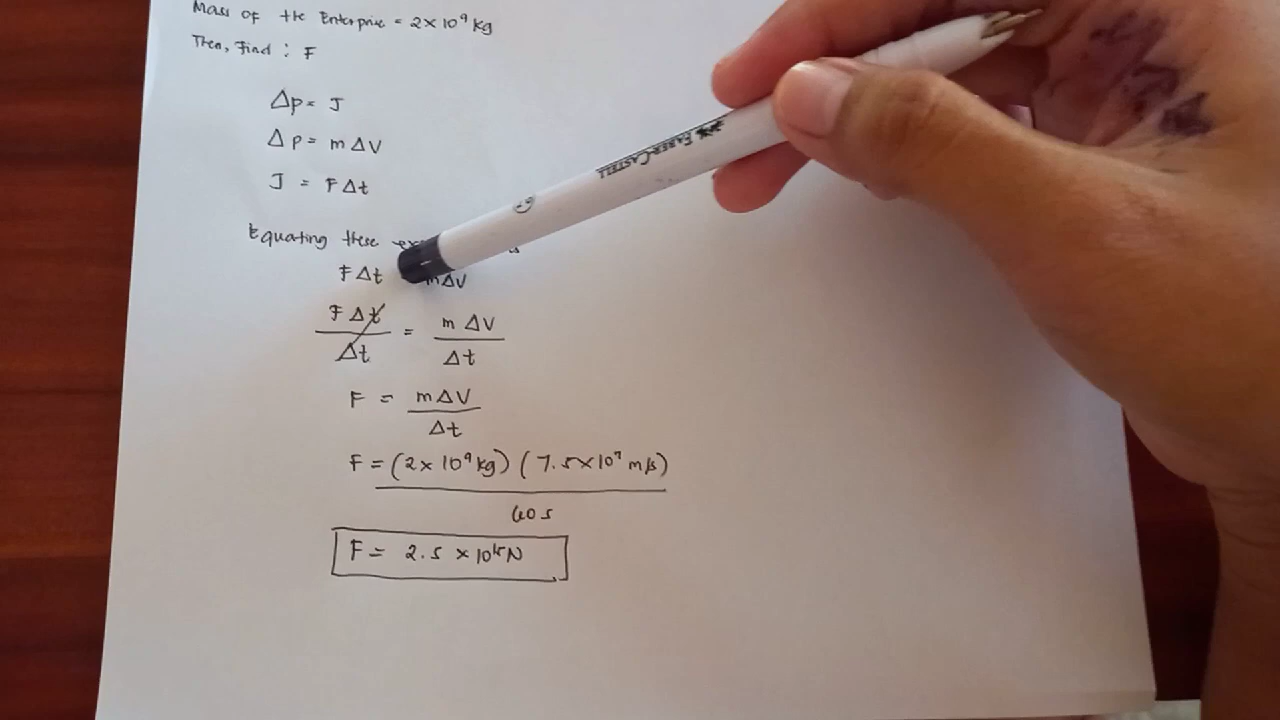 Mass of the Enterprise = 2×10⁹ kg
Then, Find : F
Δp = J
Δp = mΔV
J = FΔt
Equating these
FΔt mΔV
FΔt/Δt = mΔV/Δt
F = mΔV/Δt
F = (2×10⁹ kg) (7.5×10⁷ m/s)
60 s
F = 2.5 ×10¹⁵ N
FABER-CASTELL